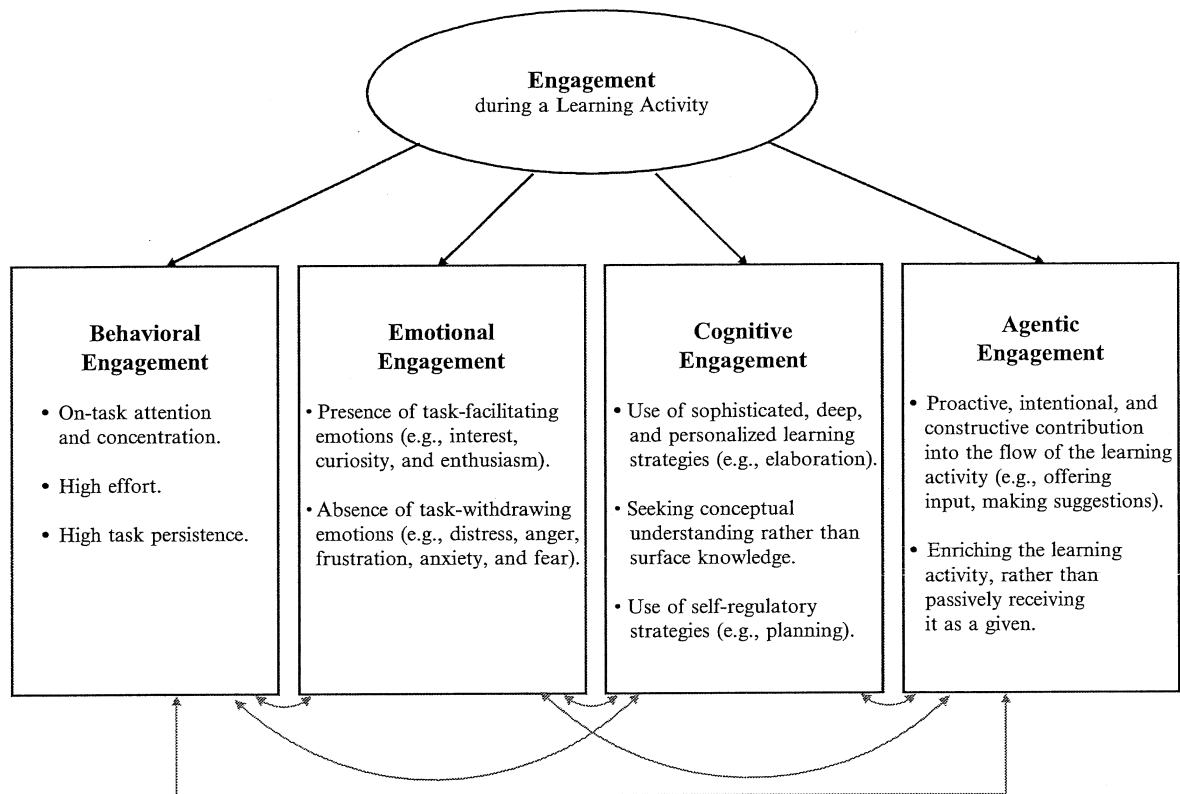 Engagement
during a Learning Activity
Behavioral
Engagement
• On-task attention
and concentration.
• High effort.
• High task persistence.
Emotional
Engagement
• Presence of task-facilitating
emotions (e.g., interest,
curiosity, and enthusiasm).
• Absence of task-withdrawing
emotions (e.g., distress, anger,
frustration, anxiety, and fear).
Cognitive
Engagement
• Use of sophisticated, deep,
and personalized learning
strategies (e.g., elaboration).
• Seeking conceptual
understanding rather than
surface knowledge.
• Use of self-regulatory
strategies (e.g., planning).
Agentic
Engagement
• Proactive, intentional, and
constructive contribution
into the flow of the learning
activity (e.g., offering
input, making suggestions).
• Enriching the learning
activity, rather than
passively receiving
it as a given.